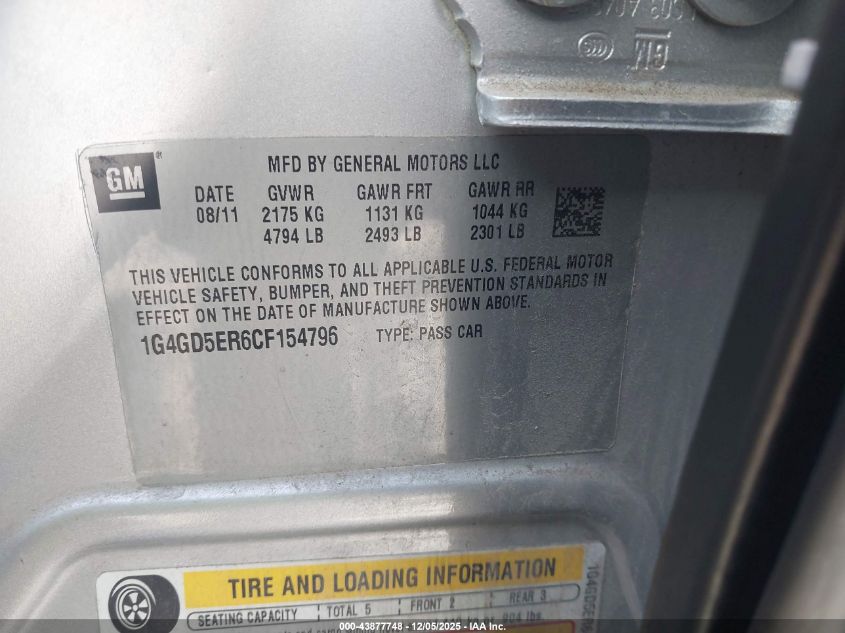 GM
GM ®
MFD BY GENERAL MOTORS LLC
DATE GVWR GAWR FRT GAWR RR
08/11 2175 KG 1131 KG 1044 KG
4794 LB 2493 LB 2301 LB
THIS VEHICLE CONFORMS TO ALL APPLICABLE U.S. FEDERAL MOTOR
VEHICLE SAFETY, BUMPER, AND THEFT PREVENTION STANDARDS IN
EFFECT ON THE DATE OF MANUFACTURE SHOWN ABOVE.
1G4GD5ER6CF154796 TYPE: PASS CAR
TIRE AND LOADING INFORMATION
SEATING CAPACITY TOTAL 5 FRONT 2 REAR 3
904 lbs.
000-43877748 - 12/05/2025 - IAA